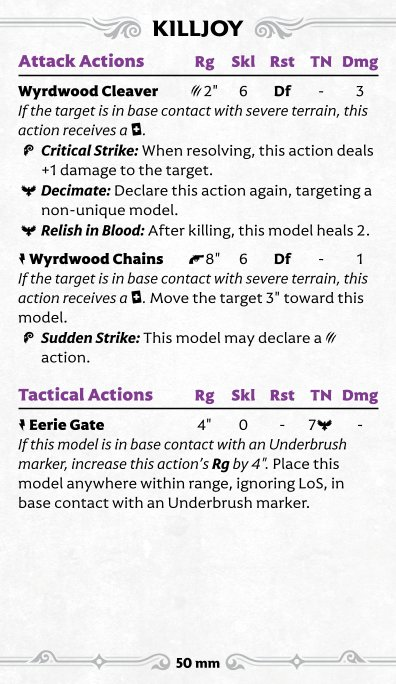 KILLJOY
Attack Actions Rg Skl Rst TN Dmg
Wyrdwood Cleaver 2" 6 Df - 3
If the target is in base contact with severe terrain, this
action receives a .
Critical Strike: When resolving, this action deals
+1 damage to the target.
Decimate: Declare this action again, targeting a
non-unique model.
Relish in Blood: After killing, this model heals 2.
Wyrdwood Chains 8" 6 Df - 1
If the target is in base contact with severe terrain, this
action receives a . Move the target 3" toward this
model.
Sudden Strike: This model may declare a
action.
Tactical Actions Rg Skl Rst TN Dmg
Eerie Gate 4" 0 - 7 -
If this model is in base contact with an Underbrush
marker, increase this action's Rg by 4". Place this
model anywhere within range, ignoring LoS, in
base contact with an Underbrush marker.
50 mm